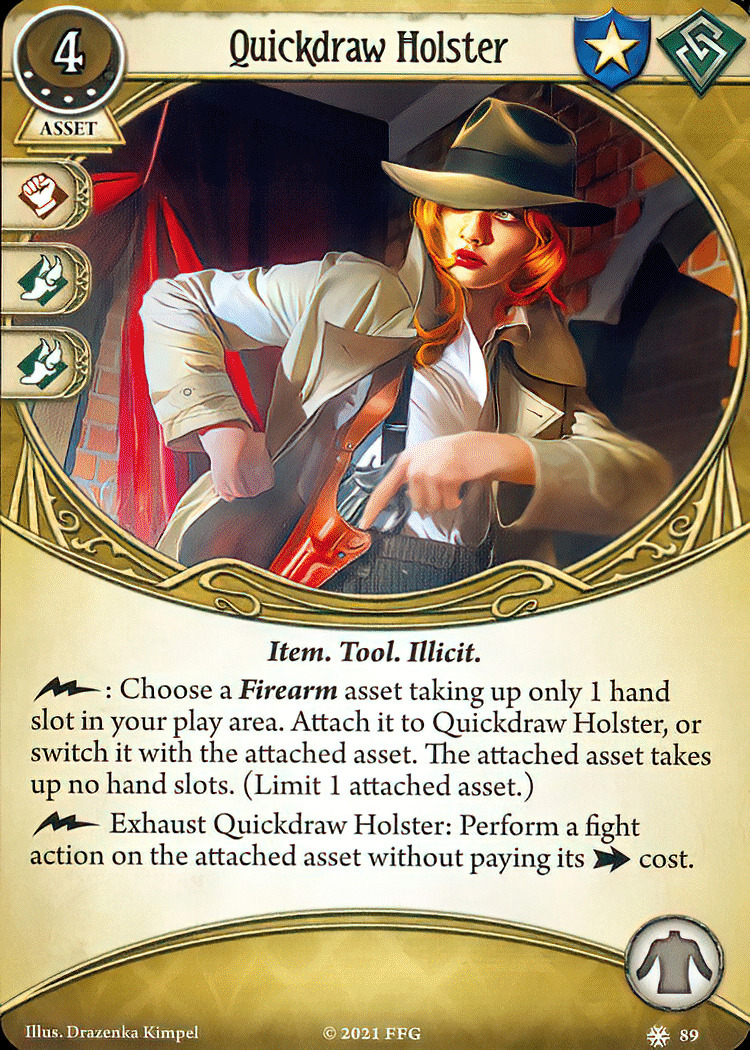 4
Quickdraw Holster
ASSET
Item. Tool. Illicit.
: Choose a Firearm asset taking up only 1 hand
slot in your play area. Attach it to Quickdraw Holster, or
switch it with the attached asset. The attached asset takes
up no hand slots. (Limit 1 attached asset.)
Exhaust Quickdraw Holster: Perform a fight
action on the attached asset without paying its cost.
Illus. Drazenka Kimpel
© 2021 FFG
89